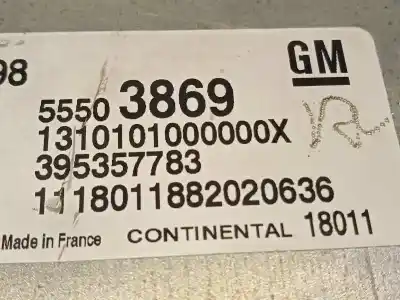 98
GM
5550 3869
1310101000000X
395357783
1118011882020636
Made in France CONTINENTAL 18011